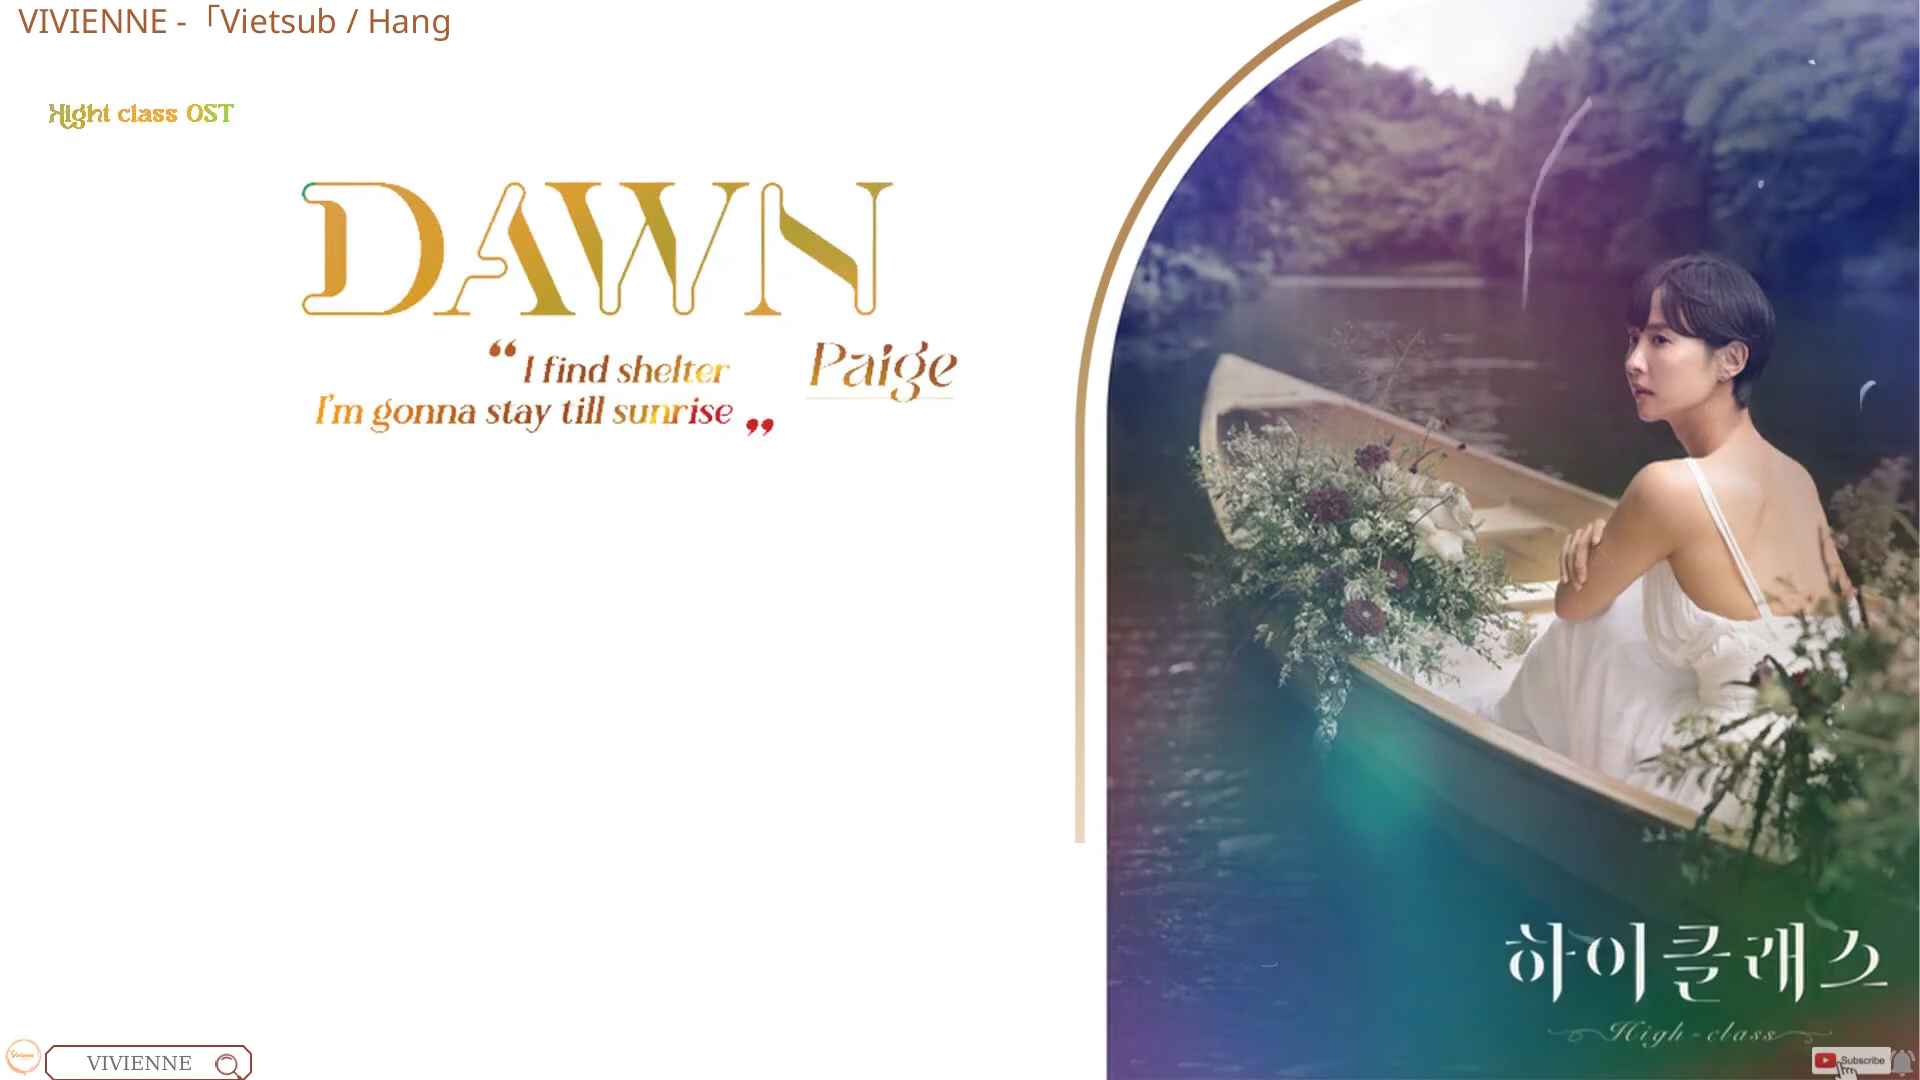 VIVIENNE -「Vietsub / Hang
Hight class OST
DAWN
“ I find shelter
I'm gonna stay till sunrise ”
Paige
하이클래스
High-class
VIVIENNE
Subscribe